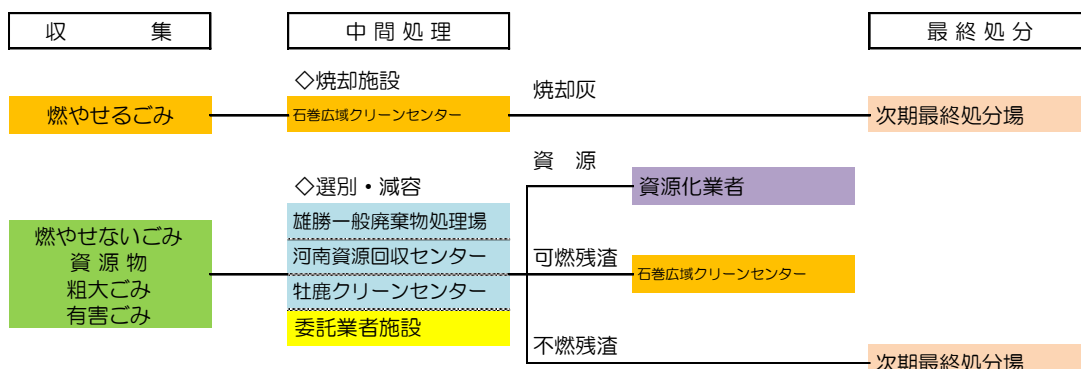 収 集
中間処理
最終処分
◇焼却施設
焼却灰
燃やせるごみ
石巻広域クリーンセンター
次期最終処分場
資 源
◇選別・減容
資源化業者
雄勝一般廃棄物処理場
燃やせないごみ
河南資源回収センター
可燃残渣
資 源 物
石巻広域クリーンセンター
粗大ごみ
牡鹿クリーンセンター
有害ごみ
委託業者施設
不燃残渣
次期最終処分場